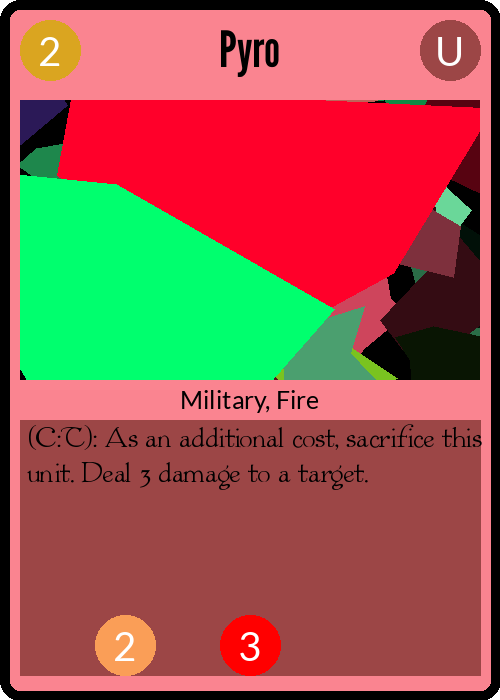 2 Pyro U
Military, Fire
(C:T): As an additional cost, sacrifice this
unit. Deal 3 damage to a target.
2 3